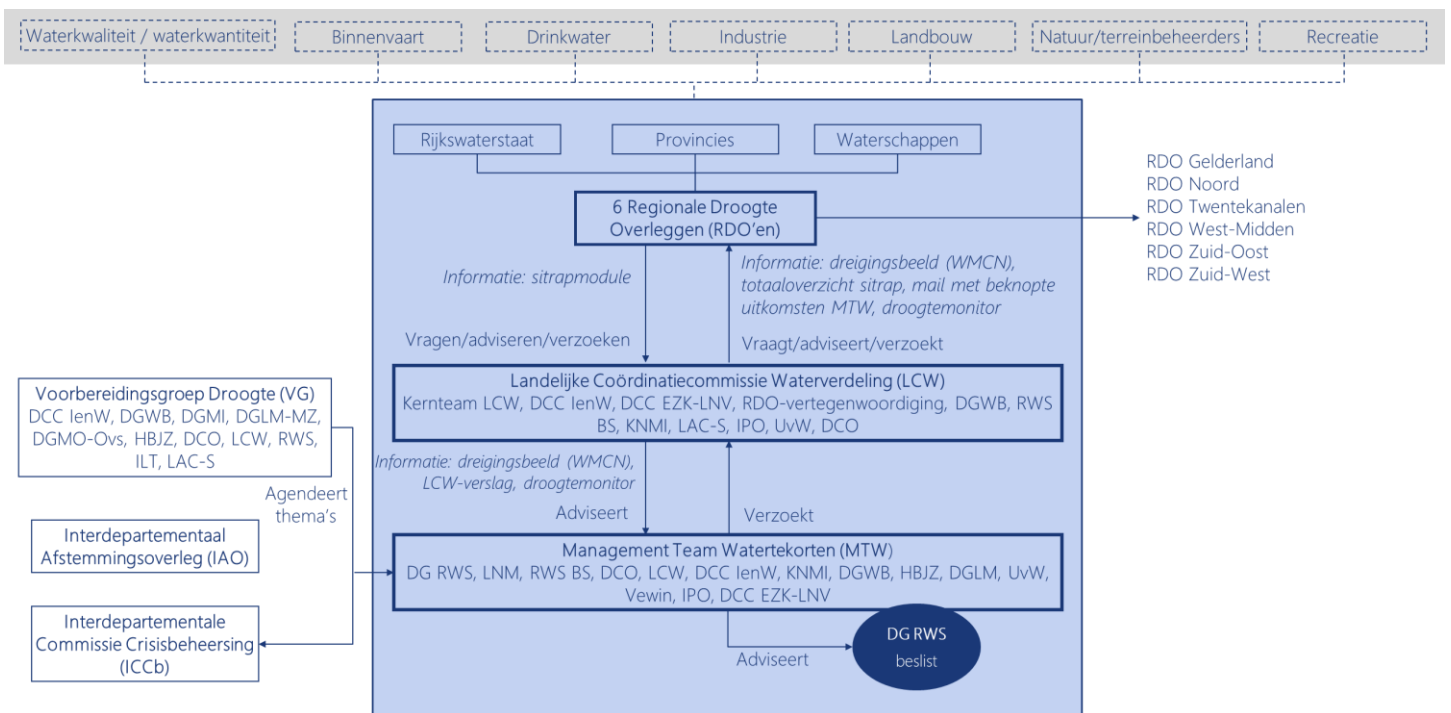 Waterkwaliteit / waterkwantiteit
Binnenvaart
Drinkwater
Industrie
Landbouw
Natuur/terreinbeheerders
Recreatie
Rijkswaterstaat
Provincies
Waterschappen
6 Regionale Droogte
Overleggen (RDO'en)
RDO Gelderland
RDO Noord
RDO Twentekanalen
RDO West-Midden
RDO Zuid-Oost
RDO Zuid-West
Informatie: sitrapmodule
Informatie: dreigingsbeeld (WMCN),
totaaloverzicht sitrap, mail met beknopte
uitkomsten MTW, droogtemonitor
Vragen/adviseren/verzoeken
Vraagt/adviseert/verzoekt
Landelijke Coördinatiecommissie Waterverdeling (LCW)
Kernteam LCW, DCC IenW, DCC EZK-LNV, RDO-vertegenwoordiging, DGWB, RWS
BS, KNMI, LAC-S, IPO, UvW, DCO
Voorbereidingsgroep Droogte (VG)
DCC IenW, DGWB, DGMI, DGLM-MZ,
DGMO-Ovs, HBJZ, DCO, LCW, RWS,
ILT, LAC-S
Informatie: dreigingsbeeld (WMCN),
LCW-verslag, droogtemonitor
Adviseert
Verzoekt
Agendeert
thema's
Interdepartementaal
Afstemmingsoverleg (IAO)
Management Team Watertekorten (MTW)
DG RWS, LNM, RWS BS, DCO, LCW, DCC IenW, KNMI, DGWB, HBJZ, DGLM, UvW,
Vewin, IPO, DCC EZK-LNV
Interdepartementale
Commissie Crisisbeheersing
(ICCb)
Adviseert
DG RWS
beslist